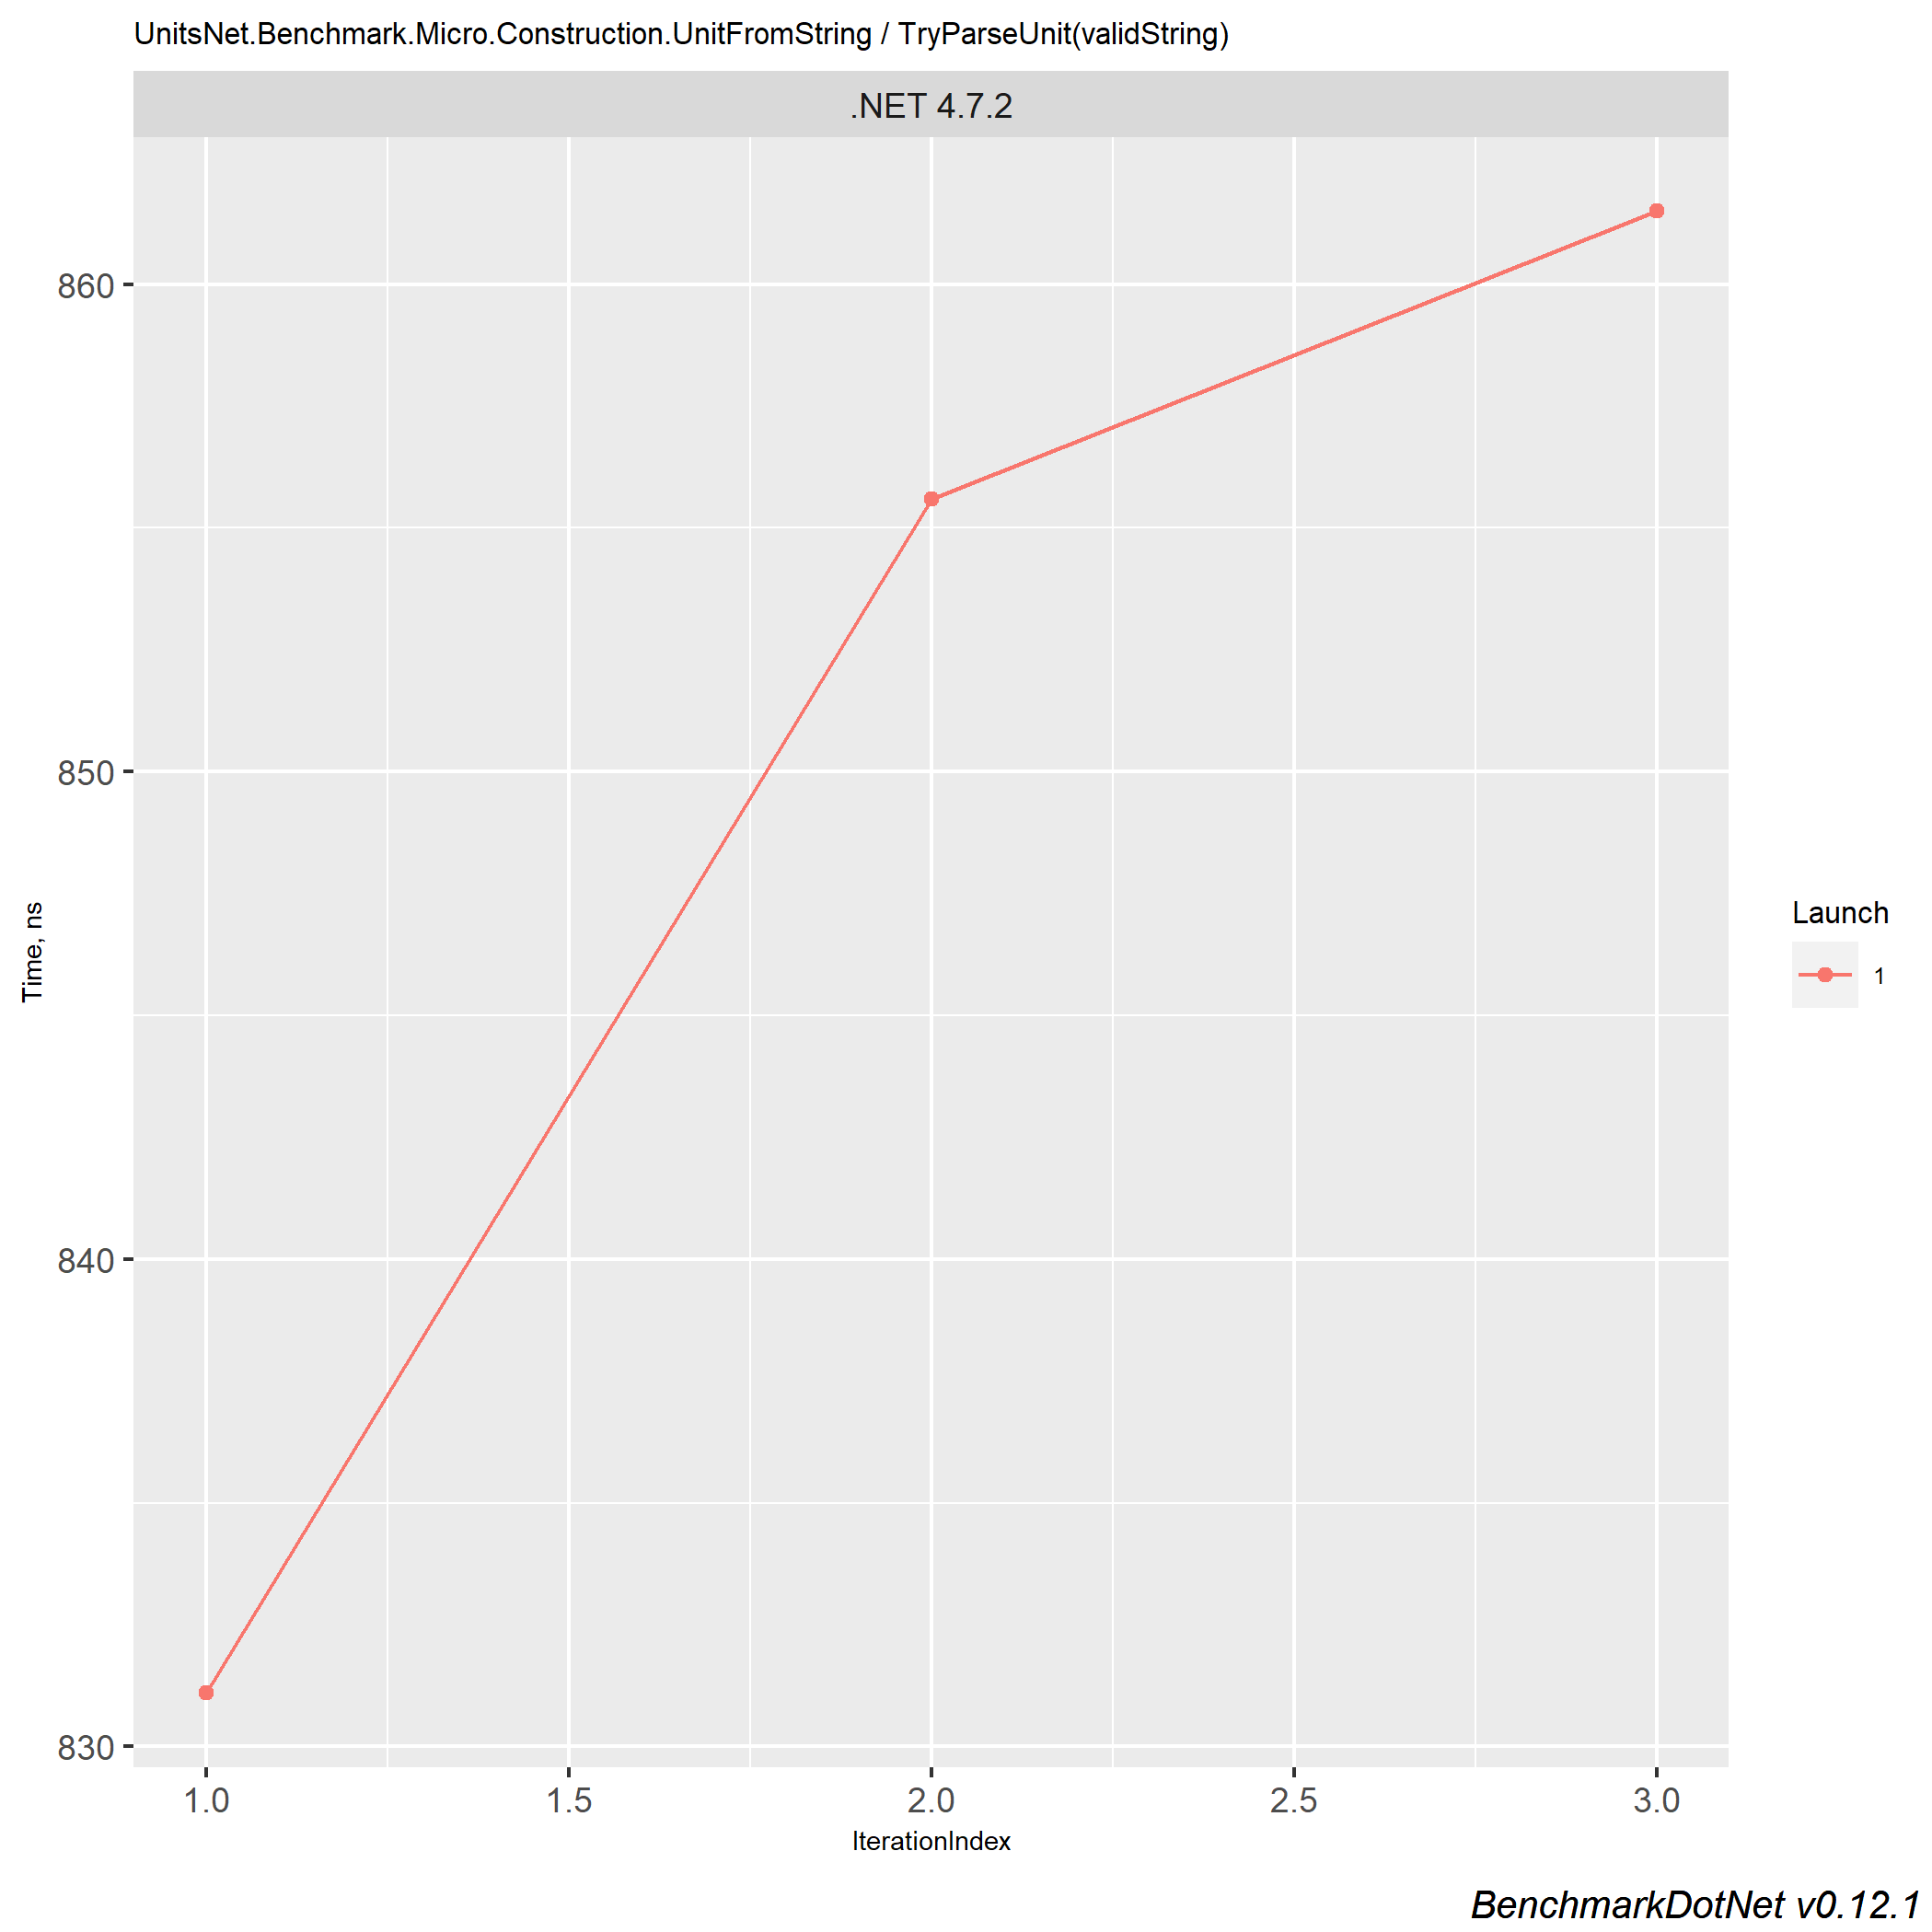 UnitsNet.Benchmark.Micro.Construction.UnitFromString / TryParseUnit(validString)
.NET 4.7.2
860
850
840
830
Time, ns
1.0 1.5 2.0 2.5 3.0
IterationIndex
Launch
1
BenchmarkDotNet v0.12.1